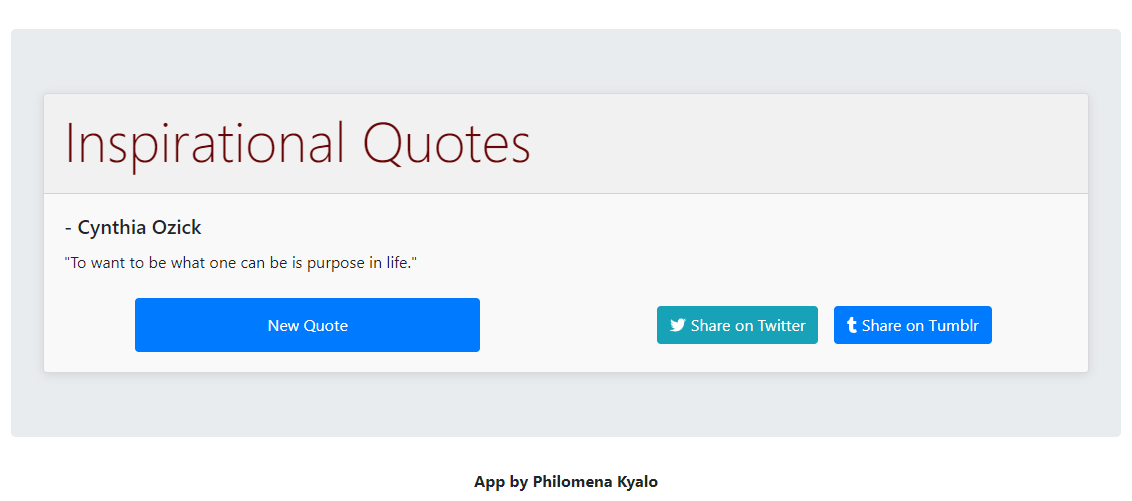 Inspirational Quotes
- Cynthia Ozick
"To want to be what one can be is purpose in life."
New Quote
Share on Twitter
Share on Tumblr
App by Philomena Kyalo